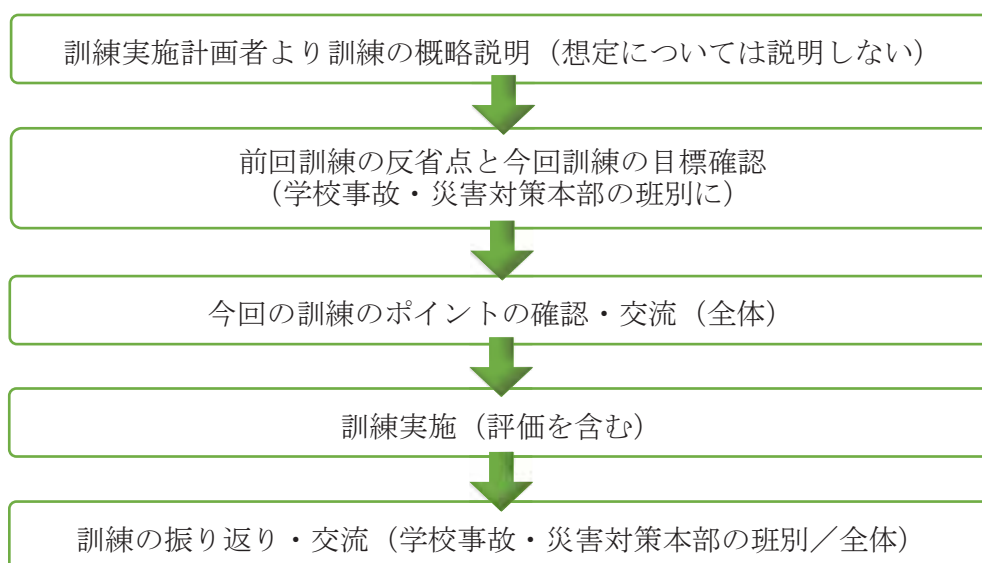 訓練実施計画者より訓練の概略説明（想定については説明しない）
前回訓練の反省点と今回訓練の目標確認
（学校事故・災害対策本部の班別に）
今回の訓練のポイントの確認・交流（全体）
訓練実施（評価を含む）
訓練の振り返り・交流（学校事故・災害対策本部の班別／全体）